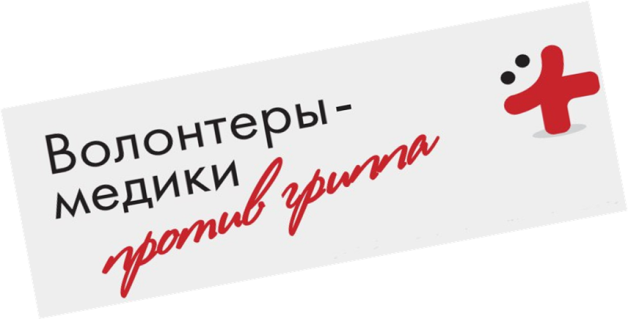 Волонтеры-
медики
против гриппа